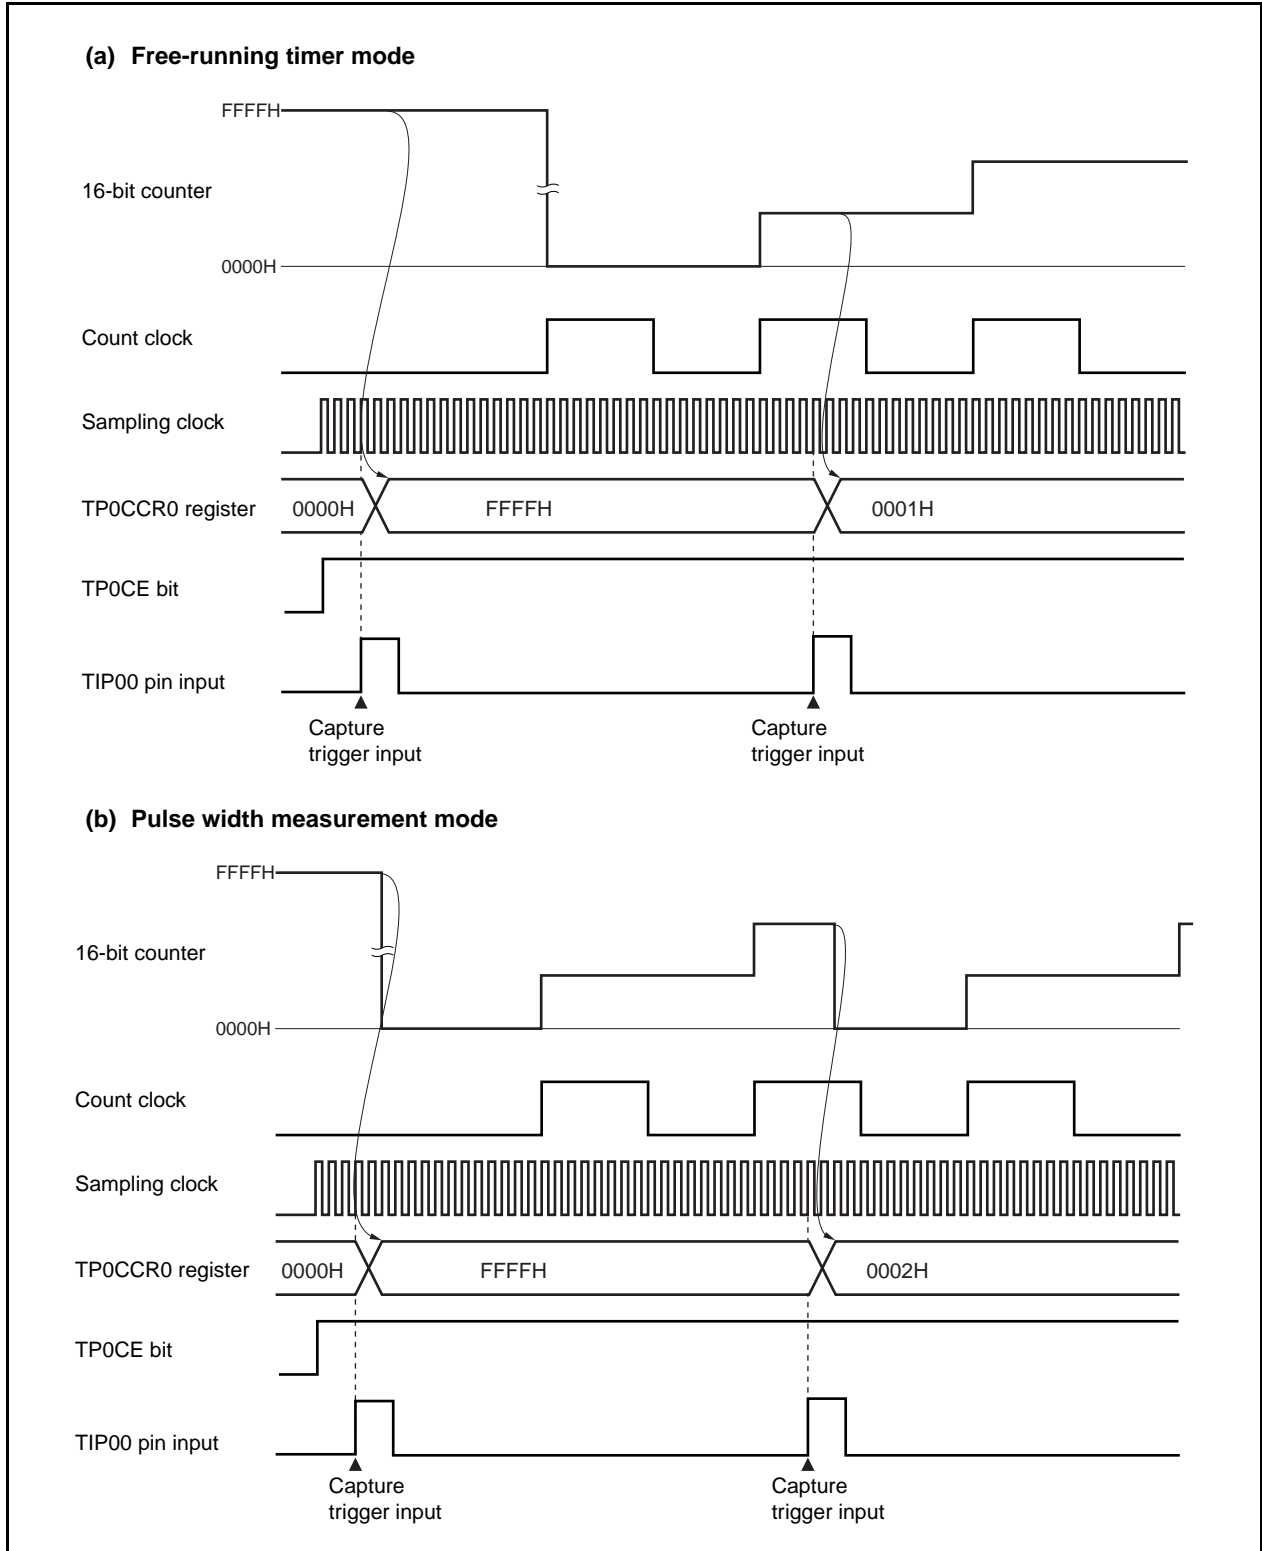 (a) Free-running timer mode
FFFFH
16-bit counter
0000H
Count clock
Sampling clock
TP0CCR0 register 0000H FFFFH 0001H
TP0CE bit
TIP00 pin input
Capture
trigger input
Capture
trigger input
(b) Pulse width measurement mode
FFFFH
16-bit counter
0000H
Count clock
Sampling clock
TP0CCR0 register 0000H FFFFH 0002H
TP0CE bit
TIP00 pin input
Capture
trigger input
Capture
trigger input